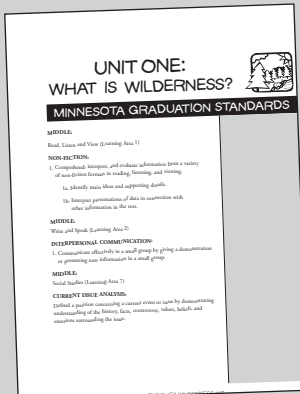 UNIT ONE:
WHAT IS WILDERNESS?
MINNESOTA GRADUATION STANDARDS
MIDDLE:
Read, Listen and View (Learning Area 1)
NON-FICTION:
1. Comprehend, interpret, and evaluate information from a variety
of non-fiction formats in reading, listening, and viewing.
1a. Identify main ideas and supporting details.
1b. Interpret presentations of data in connection with
other information in the text.
MIDDLE:
Write and Speak (Learning Area 2)
INTERPERSONAL COMMUNICATION:
1. Communicate effectively in a small group by giving a demonstration
or presenting new information in a small group.
MIDDLE:
Social Studies (Learning Area 7)
CURRENT ISSUE ANALYSIS:
Defend a position concerning a current event or issue by demonstrating
understanding of the history, facts, controversy, values, beliefs, and
emotions surrounding the issue.